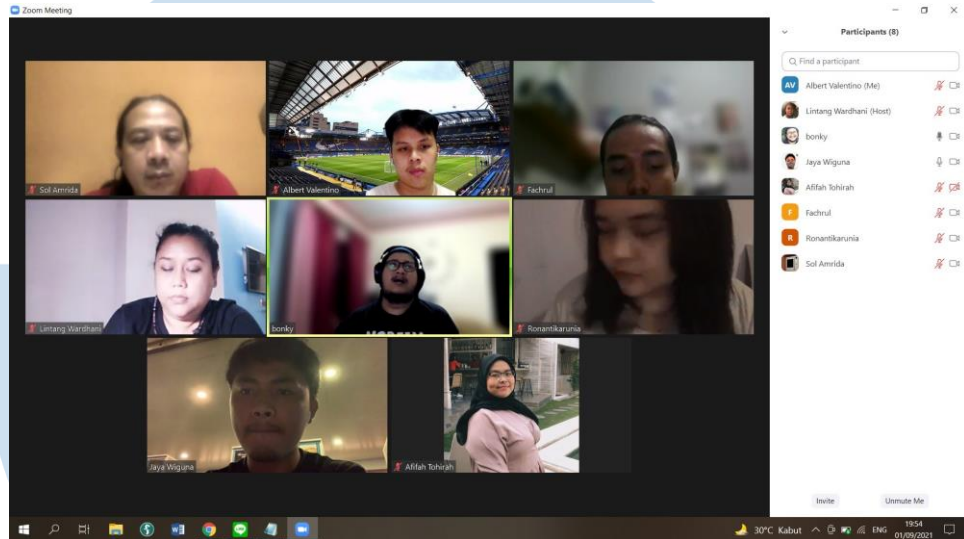 Zoom Meeting
Participants (8)
Find a participant
AV Albert Valentino (Me)
Lintang Wardhani (Host)
bonky
Jaya Wiguna
Afifah Tohirah
F Fachrul
R Ronantikarunia
Sol Amrida
Sol Amrida
Albert Valentino
Fachrul
Lintang Wardhani
bonky
Ronantikarunia
Jaya Wiguna
Afifah Tohirah
Invite
Unmute Me
30°C Kabut
ENG
19:54
01/09/2021